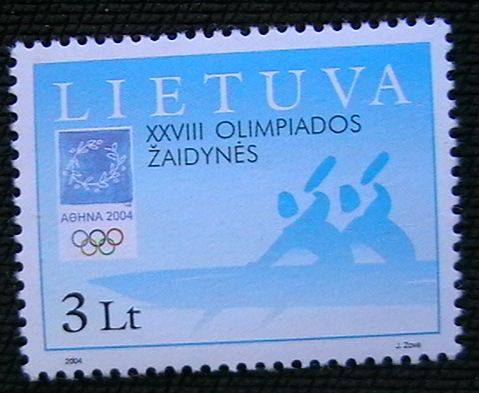 LIETUVA
XXVIII OLIMPIADOS
ŽAIDYNĖS
ΑΘΗΝΑ 2004
3 Lt
2004